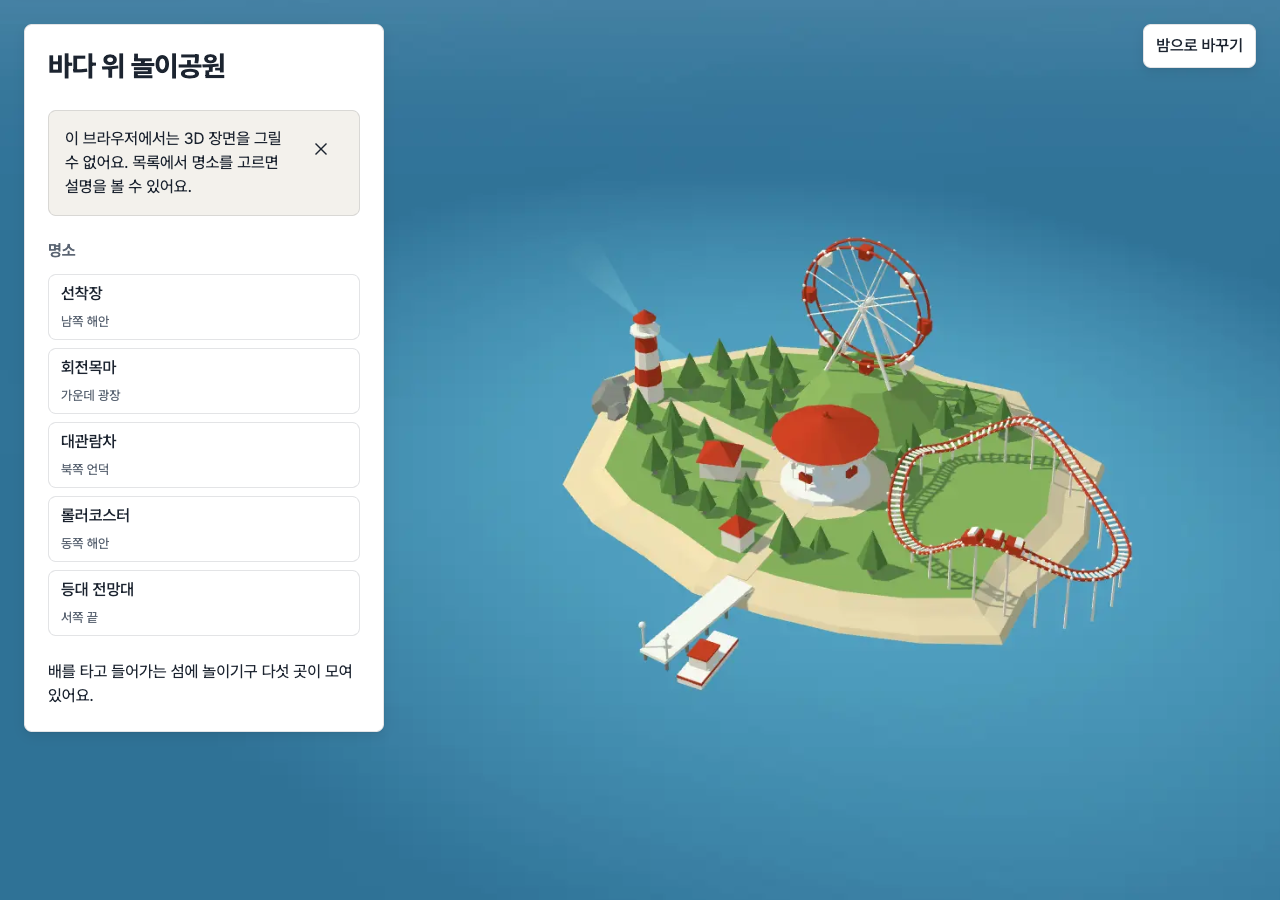 바다 위 놀이공원
밤으로 바꾸기
이 브라우저에서는 3D 장면을 그릴
수 없어요. 목록에서 명소를 고르면
설명을 볼 수 있어요.
명소
선착장
남쪽 해안
회전목마
가운데 광장
대관람차
북쪽 언덕
롤러코스터
동쪽 해안
등대 전망대
서쪽 끝
배를 타고 들어가는 섬에 놀이기구 다섯 곳이 모여
있어요.